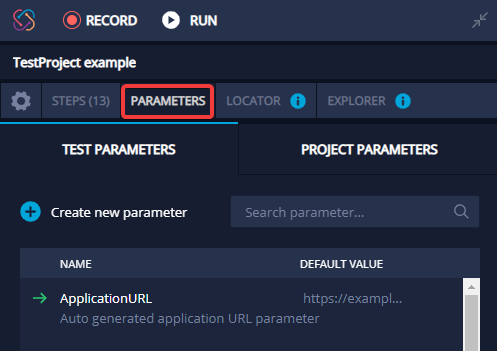 RECORD RUN
TestProject example
STEPS (13) PARAMETERS LOCATOR i EXPLORER i
TEST PARAMETERS PROJECT PARAMETERS
Create new parameter Search parameter...
NAME DEFAULT VALUE
ApplicationURL https://exampl...
Auto generated application URL parameter